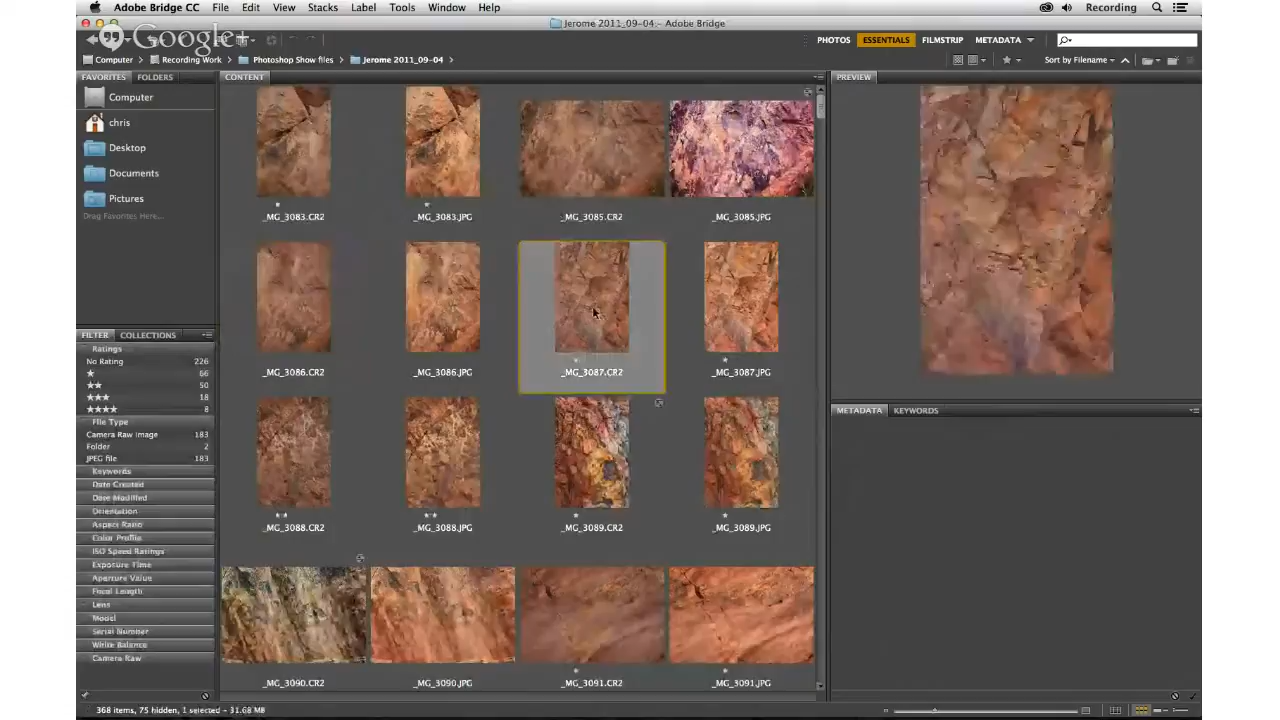 Adobe Bridge CC File Edit View Stacks Label Tools Window Help Recording
Jerome 2011_09-04 - Adobe Bridge
Google+
PHOTOS ESSENTIALS FILMSTRIP METADATA
Computer Recording Work Photoshop Show files Jerome 2011_09-04
Sort by Filename
FAVORITES FOLDERS
Computer
chris
Desktop
Documents
Pictures
Drag Favorites Here...
FILTER COLLECTIONS
Ratings
No Rating 226
★ 66
★★ 50
★★★ 18
★★★★ 8
File Type
Camera Raw image 183
Folder 2
JPEG file 183
Keywords
Date Created
Date Modified
Orientation
Aspect Ratio
Color Profile
ISO Speed Ratings
Exposure Time
Aperture Value
Focal Length
Lens
Model
Serial Number
White Balance
Camera Raw
CONTENT
_MG_3083.CR2 _MG_3083.JPG _MG_3085.CR2 _MG_3085.JPG
_MG_3086.CR2 _MG_3086.JPG _MG_3087.CR2 _MG_3087.JPG
_MG_3088.CR2 _MG_3088.JPG _MG_3089.CR2 _MG_3089.JPG
_MG_3090.CR2 _MG_3090.JPG _MG_3091.CR2 _MG_3091.JPG
PREVIEW
METADATA KEYWORDS
368 items, 75 hidden, 1 selected - 31.68 MB